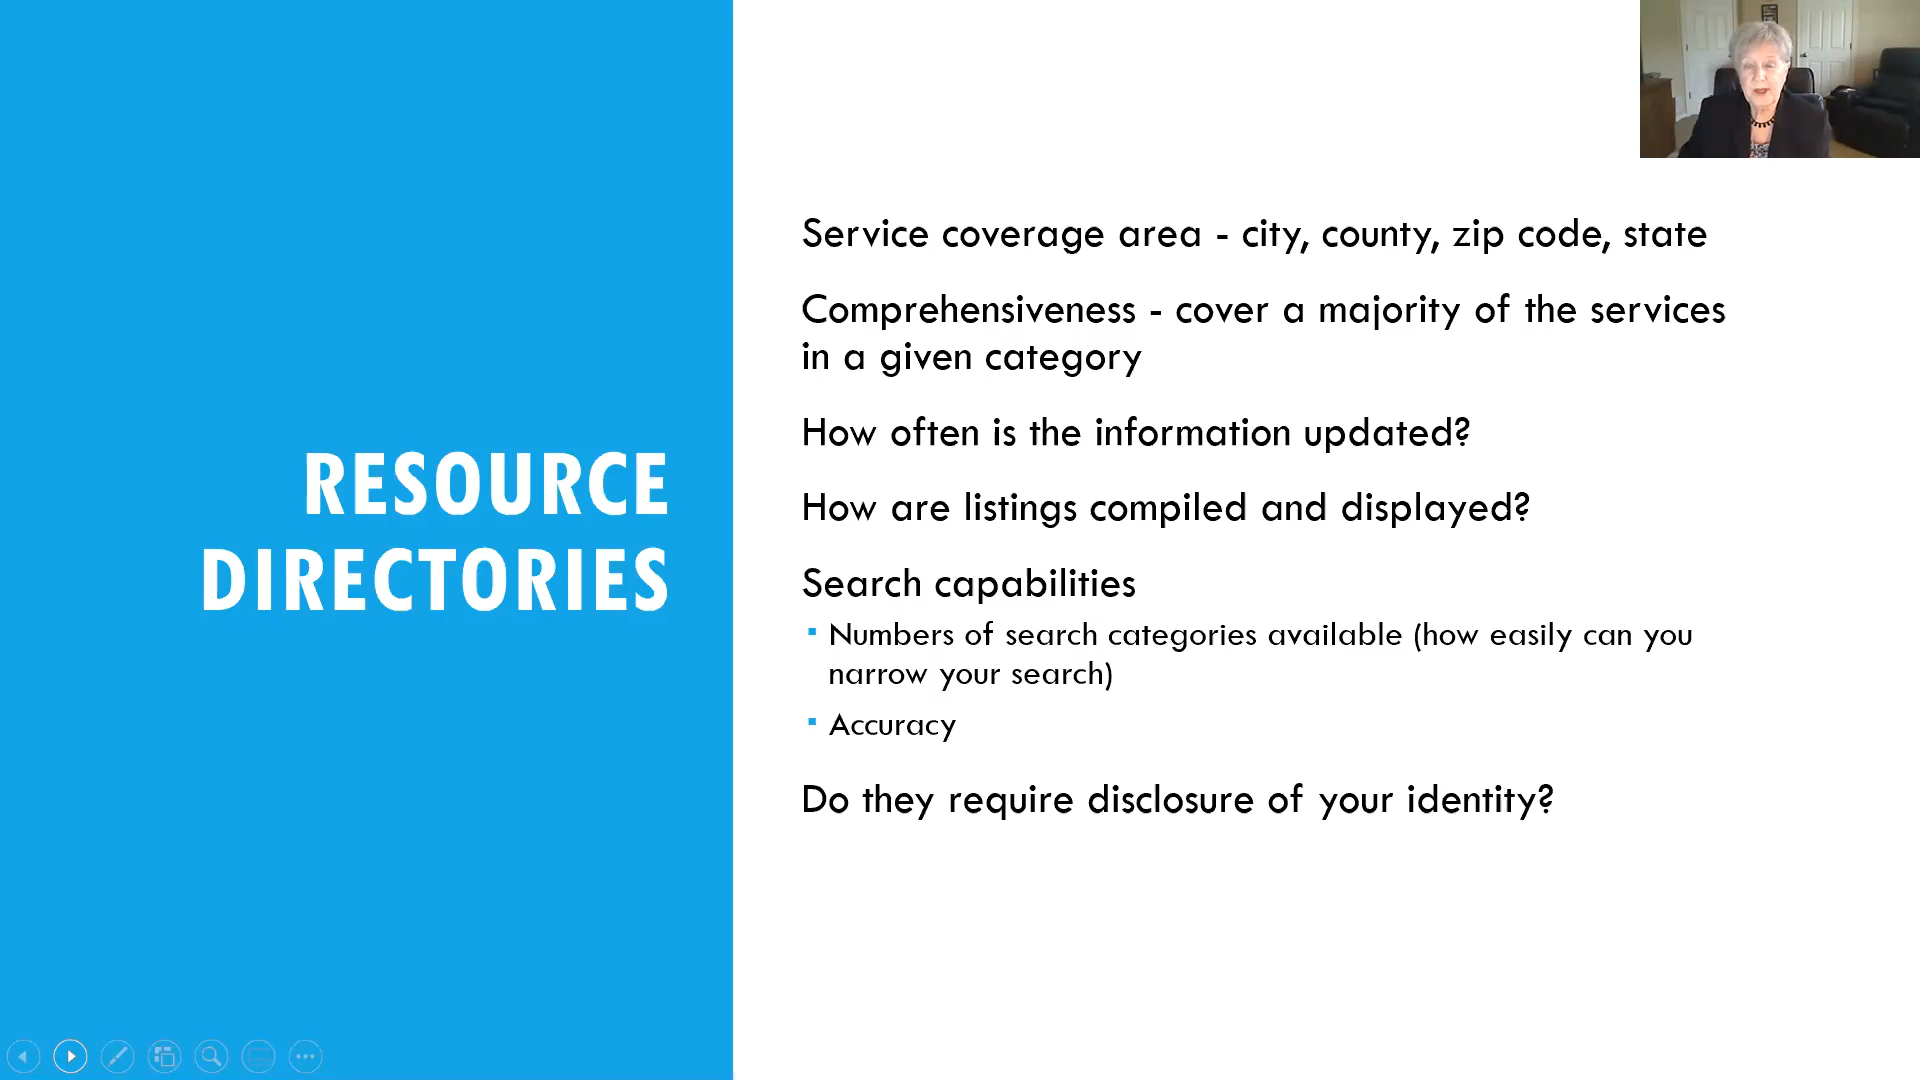 RESOURCE
DIRECTORIES
Service coverage area - city, county, zip code, state
Comprehensiveness - cover a majority of the services
in a given category
How often is the information updated?
How are listings compiled and displayed?
Search capabilities
Numbers of search categories available (how easily can you
narrow your search)
Accuracy
Do they require disclosure of your identity?